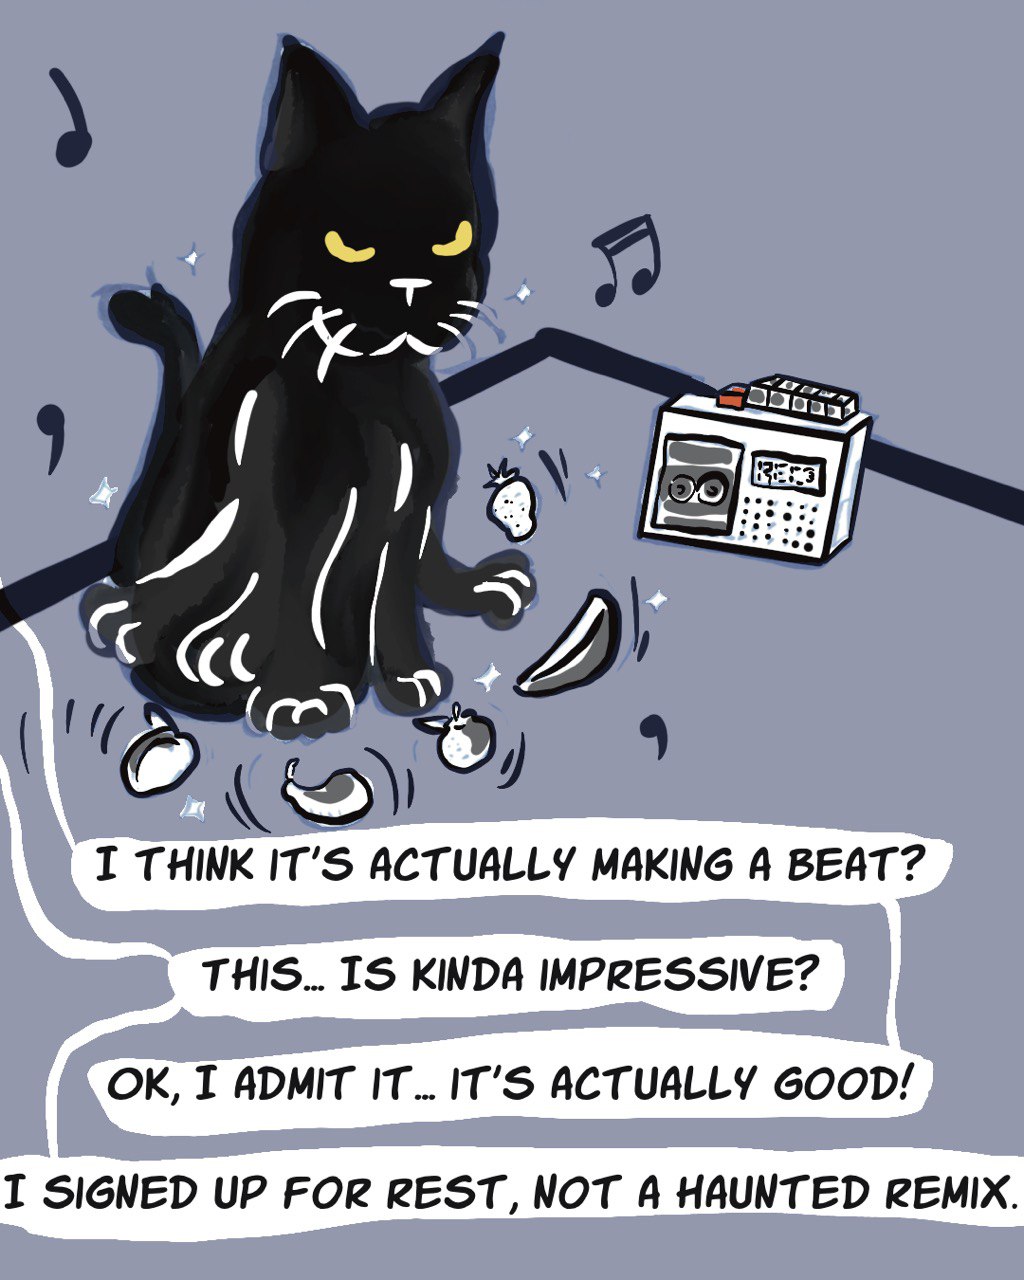 I THINK IT'S ACTUALLY MAKING A BEAT?
THIS... IS KINDA IMPRESSIVE?
OK, I ADMIT IT... IT'S ACTUALLY GOOD!
I SIGNED UP FOR REST, NOT A HAUNTED REMIX.